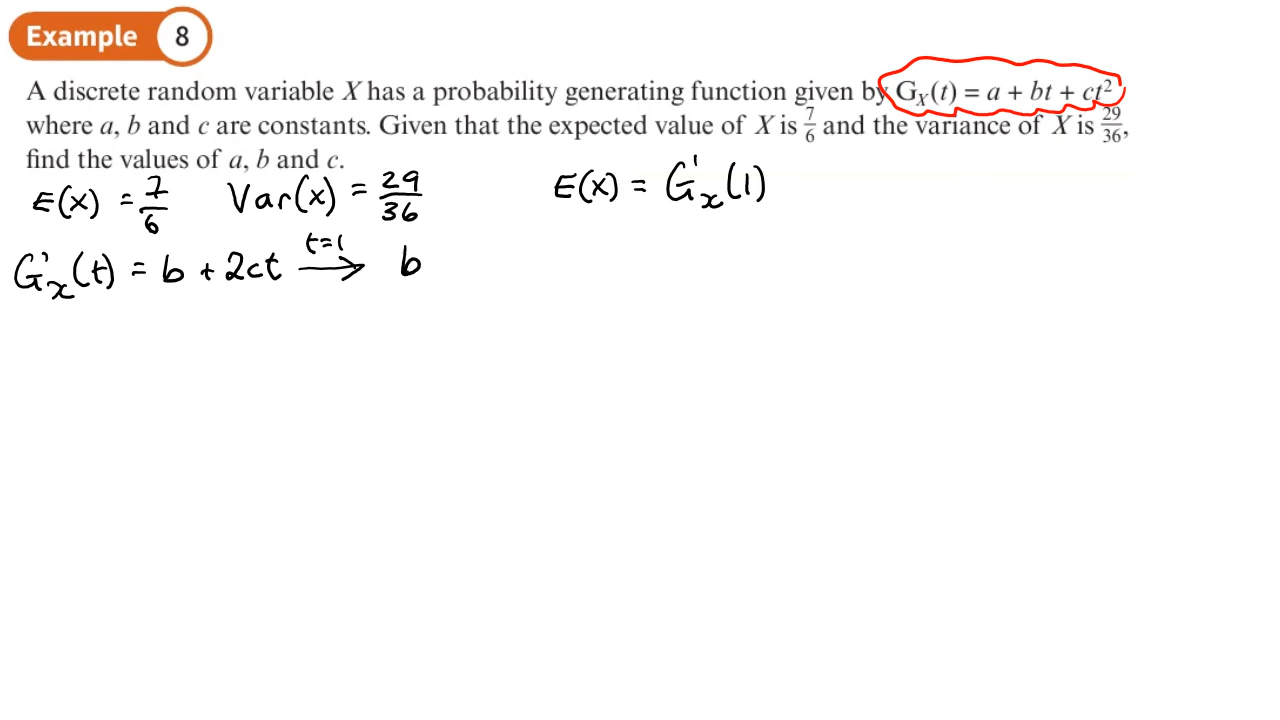 Example 8
A discrete random variable X has a probability generating function given by G_X(t) = a + bt + ct²
where a, b and c are constants. Given that the expected value of X is 7/6 and the variance of X is 29/36,
find the values of a, b and c.
E(x) = 7/6 Var(x) = 29/36 E(x) = G'_x(1)
G'_x(t) = b + 2ct t=1 → b